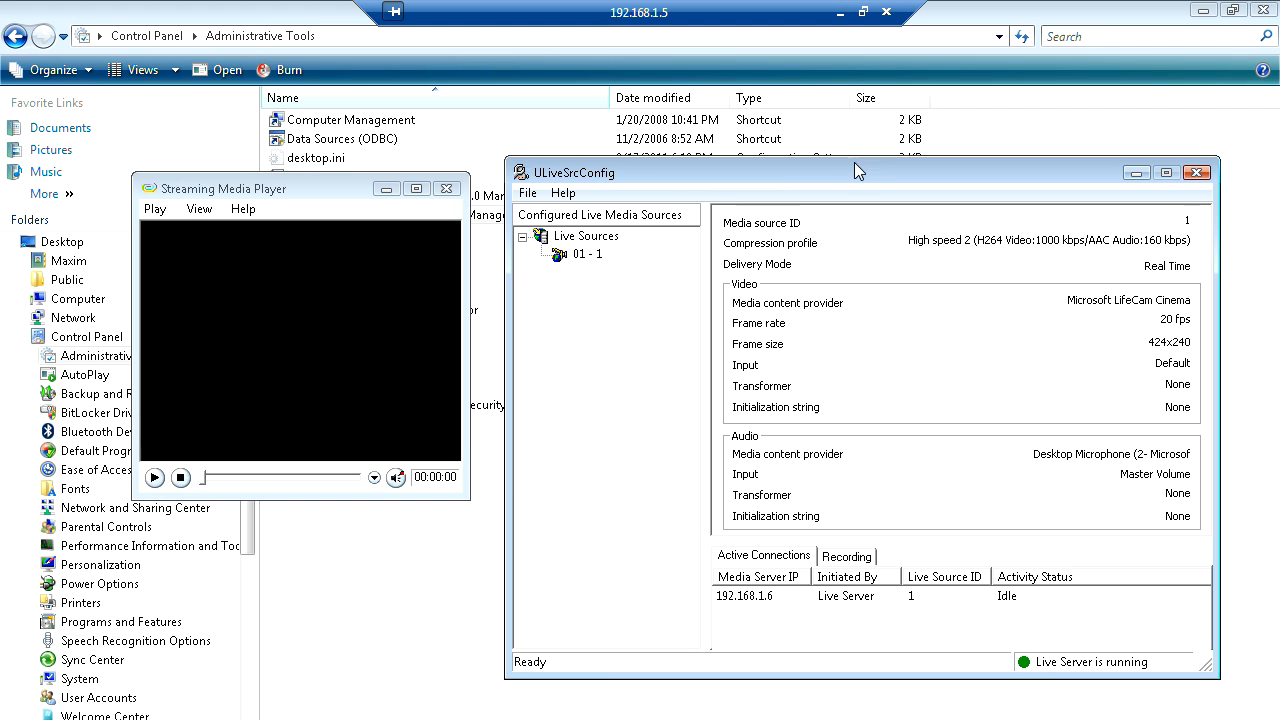 192.168.1.5
Control Panel Administrative Tools
Search
Organize Views Open Burn
Favorite Links
Documents
Pictures
Music
More »
Folders
Desktop
Maxim
Public
Computer
Network
Control Panel
Administrativ
AutoPlay
Backup and R
BitLocker Driv
Bluetooth De
Default Progr
Ease of Acces
Fonts
Network and Sharing Center
Parental Controls
Performance Information and Too
Personalization
Power Options
Printers
Programs and Features
Speech Recognition Options
Sync Center
System
User Accounts
Welcome Center
Name Date modified Type Size
Computer Management 1/20/2008 10:41 PM Shortcut 2 KB
Data Sources (ODBC) 11/2/2006 8:52 AM Shortcut 2 KB
desktop.ini
.0 Man
Manag
or
ecurity
Streaming Media Player
Play View Help
00:00:00
ULiveSrcConfig
File Help
Configured Live Media Sources
Live Sources
01 - 1
Media source ID 1
Compression profile High speed 2 (H264 Video:1000 kbps/AAC Audio:160 kbps)
Delivery Mode Real Time
Video
Media content provider Microsoft LifeCam Cinema
Frame rate 20 fps
Frame size 424x240
Input Default
Transformer None
Initialization string None
Audio
Media content provider Desktop Microphone (2- Microsof
Input Master Volume
Transformer None
Initialization string None
Active Connections Recording
Media Server IP Initiated By Live Source ID Activity Status
192.168.1.6 Live Server 1 Idle
Ready
Live Server is running